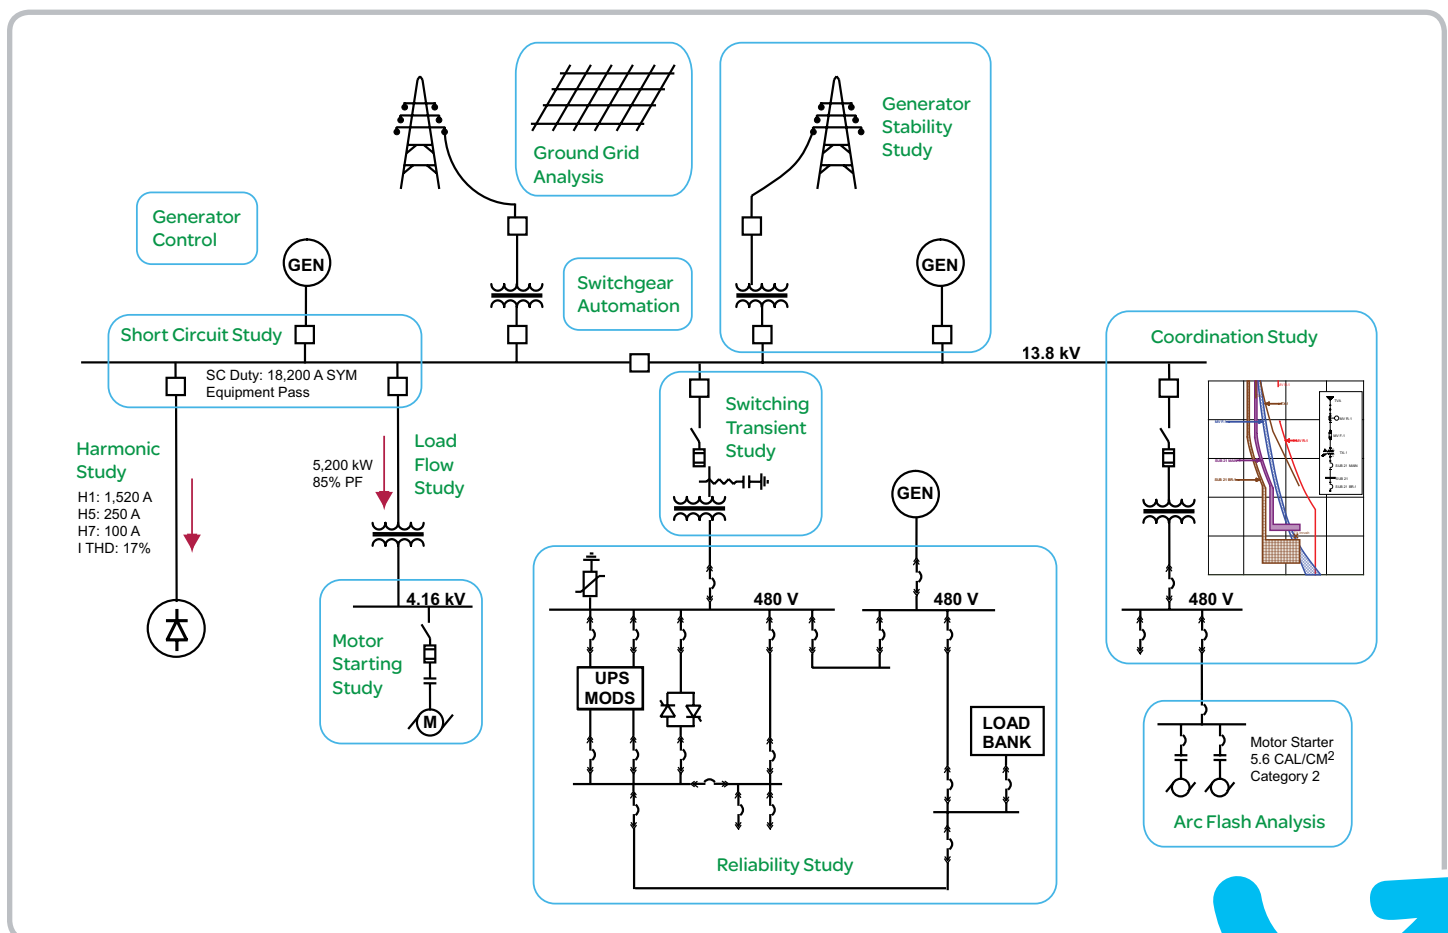 Ground Grid
Analysis
Generator
Stability
Study
Generator
Control
GEN
GEN
Switchgear
Automation
Short Circuit Study
Coordination Study
13.8 kV
SC Duty: 18,200 A SYM
Equipment Pass
Switching
Transient
Study
Harmonic
Study
H1: 1,520 A
H5: 250 A
H7: 100 A
I THD: 17%
5,200 kW
85% PF
Load
Flow
Study
GEN
4.16 kV
480 V
480 V
480 V
Motor
Starting
Study
M
UPS
MODS
LOAD
BANK
Motor Starter
5.6 CAL/CM2
Category 2
Arc Flash Analysis
Reliability Study